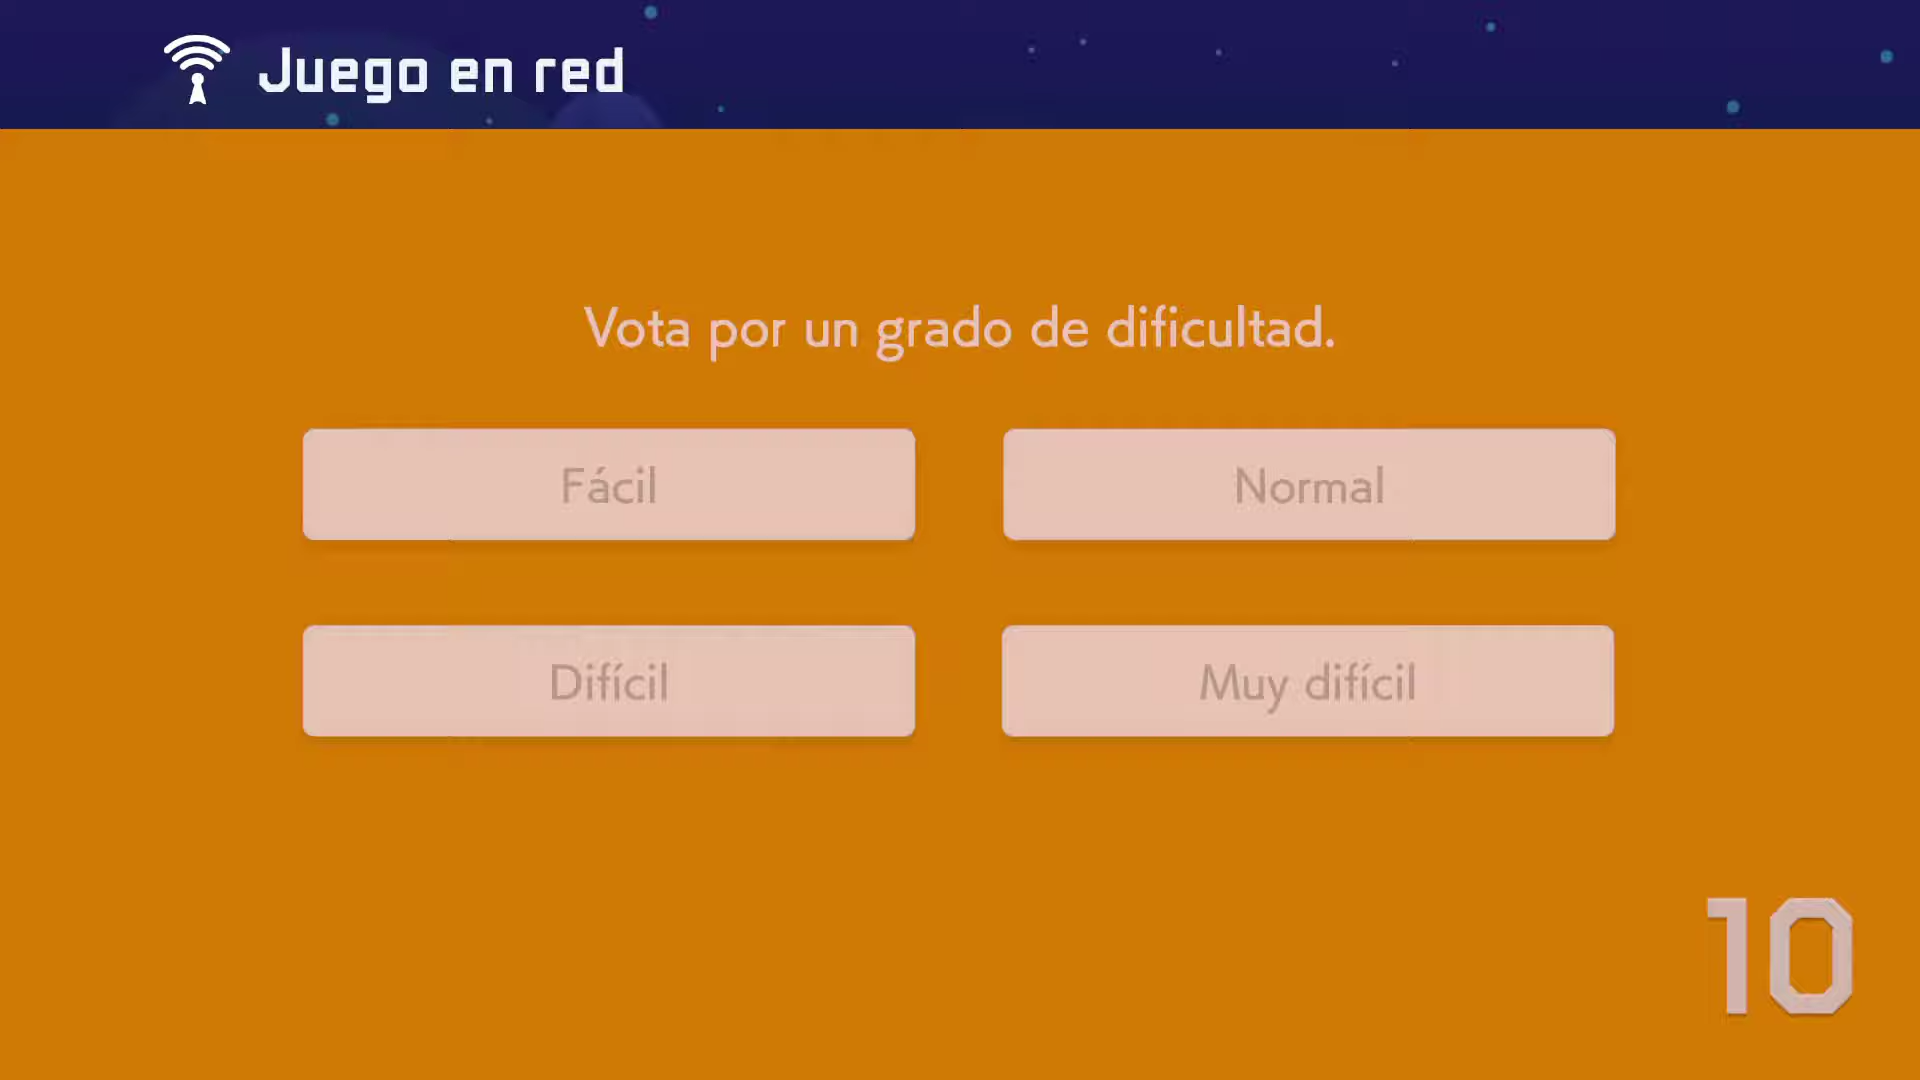 Juego en red
Vota por un grado de dificultad.
Fácil
Normal
Difícil
Muy difícil
10